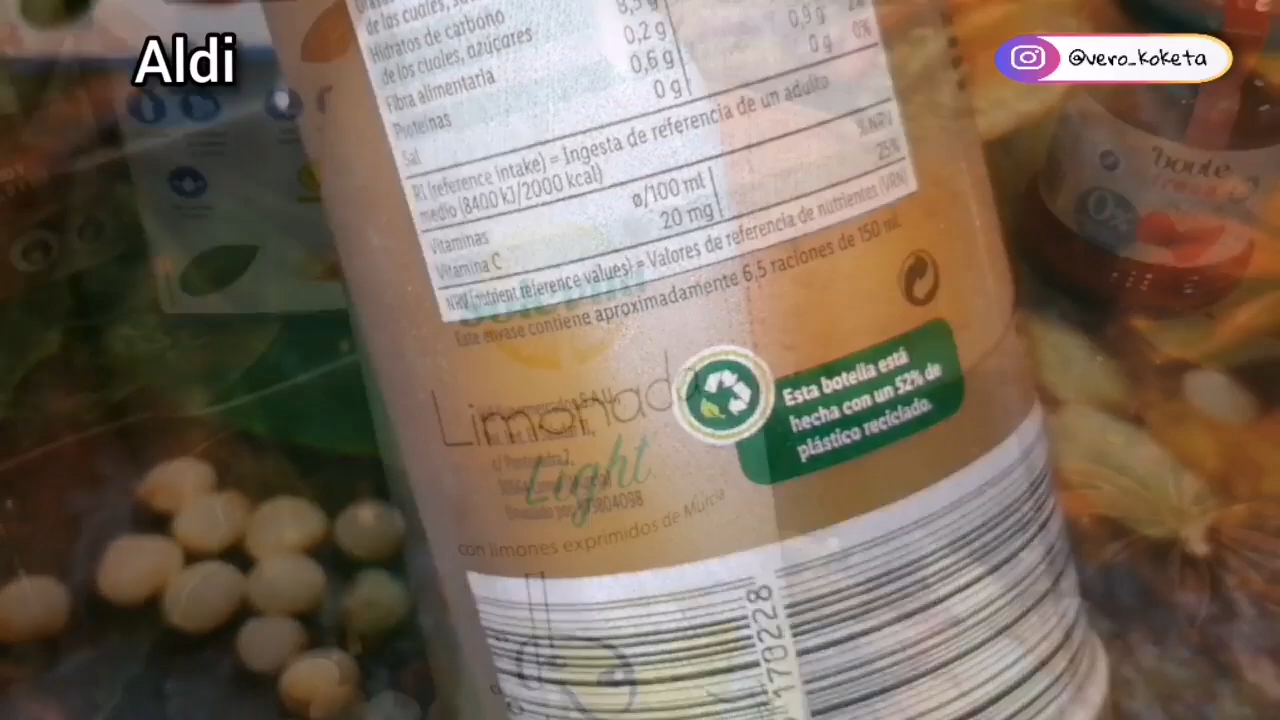 Aldi
@vero_koketa
de los cuales,
Hidratos de carbono
0,2 g
0,9 g
de los cuales, azúcares
0,6 g
0 g
0%
Fibra alimentaria
0 g
Proteínas
Sal
RI (reference intake) = Ingesta de referencia de un adulto
medio (8400 kJ/2000 kcal)
%NRV
Vitaminas
ø/100 ml
25%
Vitamina C
20 mg
NRV (nutrient reference values) = Valores de referencia de nutrientes (VRN)
Este envase contiene aproximadamente 6,5 raciones de 150 ml
Limonada
Light
con limones exprimidos de Murcia
Esta botella está
hecha con un 52% de
plástico reciclado.
170228
0%